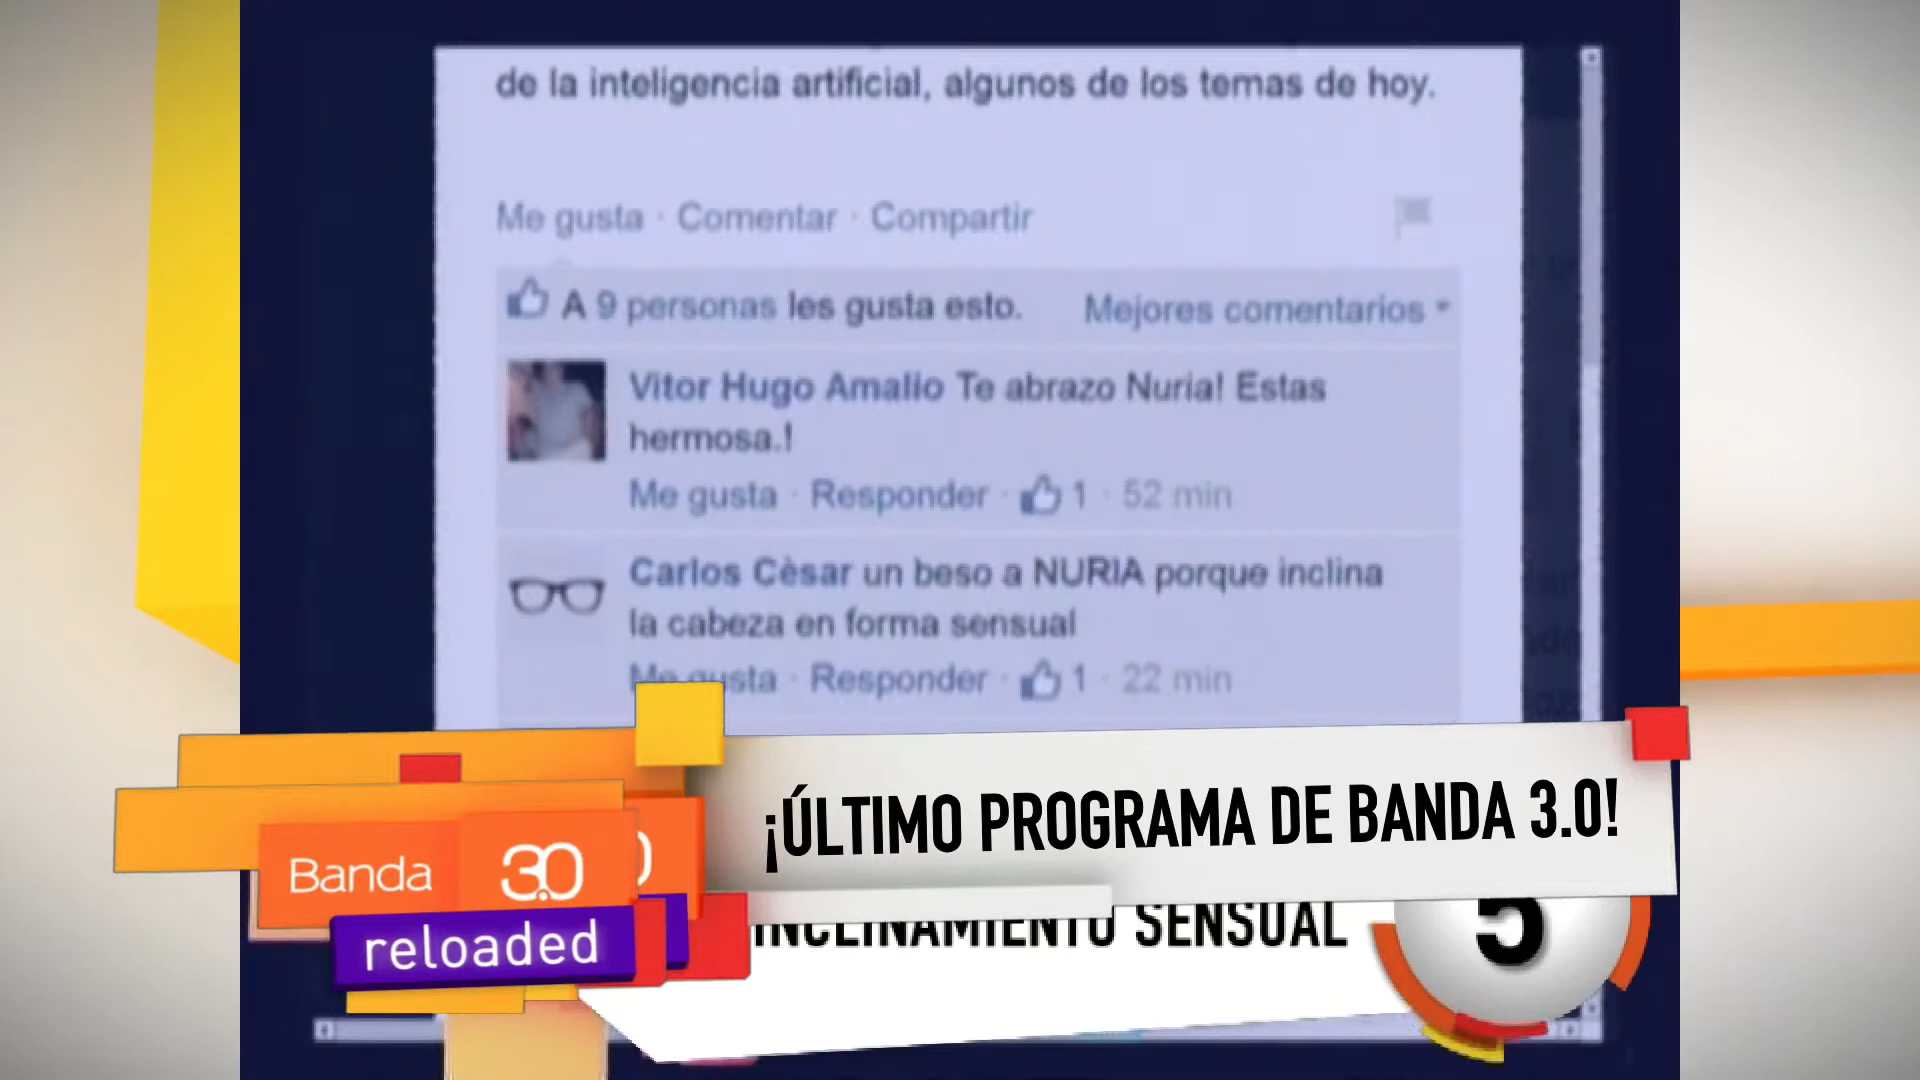 de la inteligencia artificial, algunos de los temas de hoy.
Me gusta · Comentar · Compartir
A 9 personas les gusta esto. Mejores comentarios
Vitor Hugo Amalio Te abrazo Nuria! Estas
hermosa.!
Me gusta · Responder · 1 · 52 min
Carlos Cèsar un beso a NURIA porque inclina
la cabeza en forma sensual
Me gusta · Responder · 1 · 22 min
¡ÚLTIMO PROGRAMA DE BANDA 3.0!
Banda 3.0
reloaded
INCLINAMIENTO SENSUAL
5